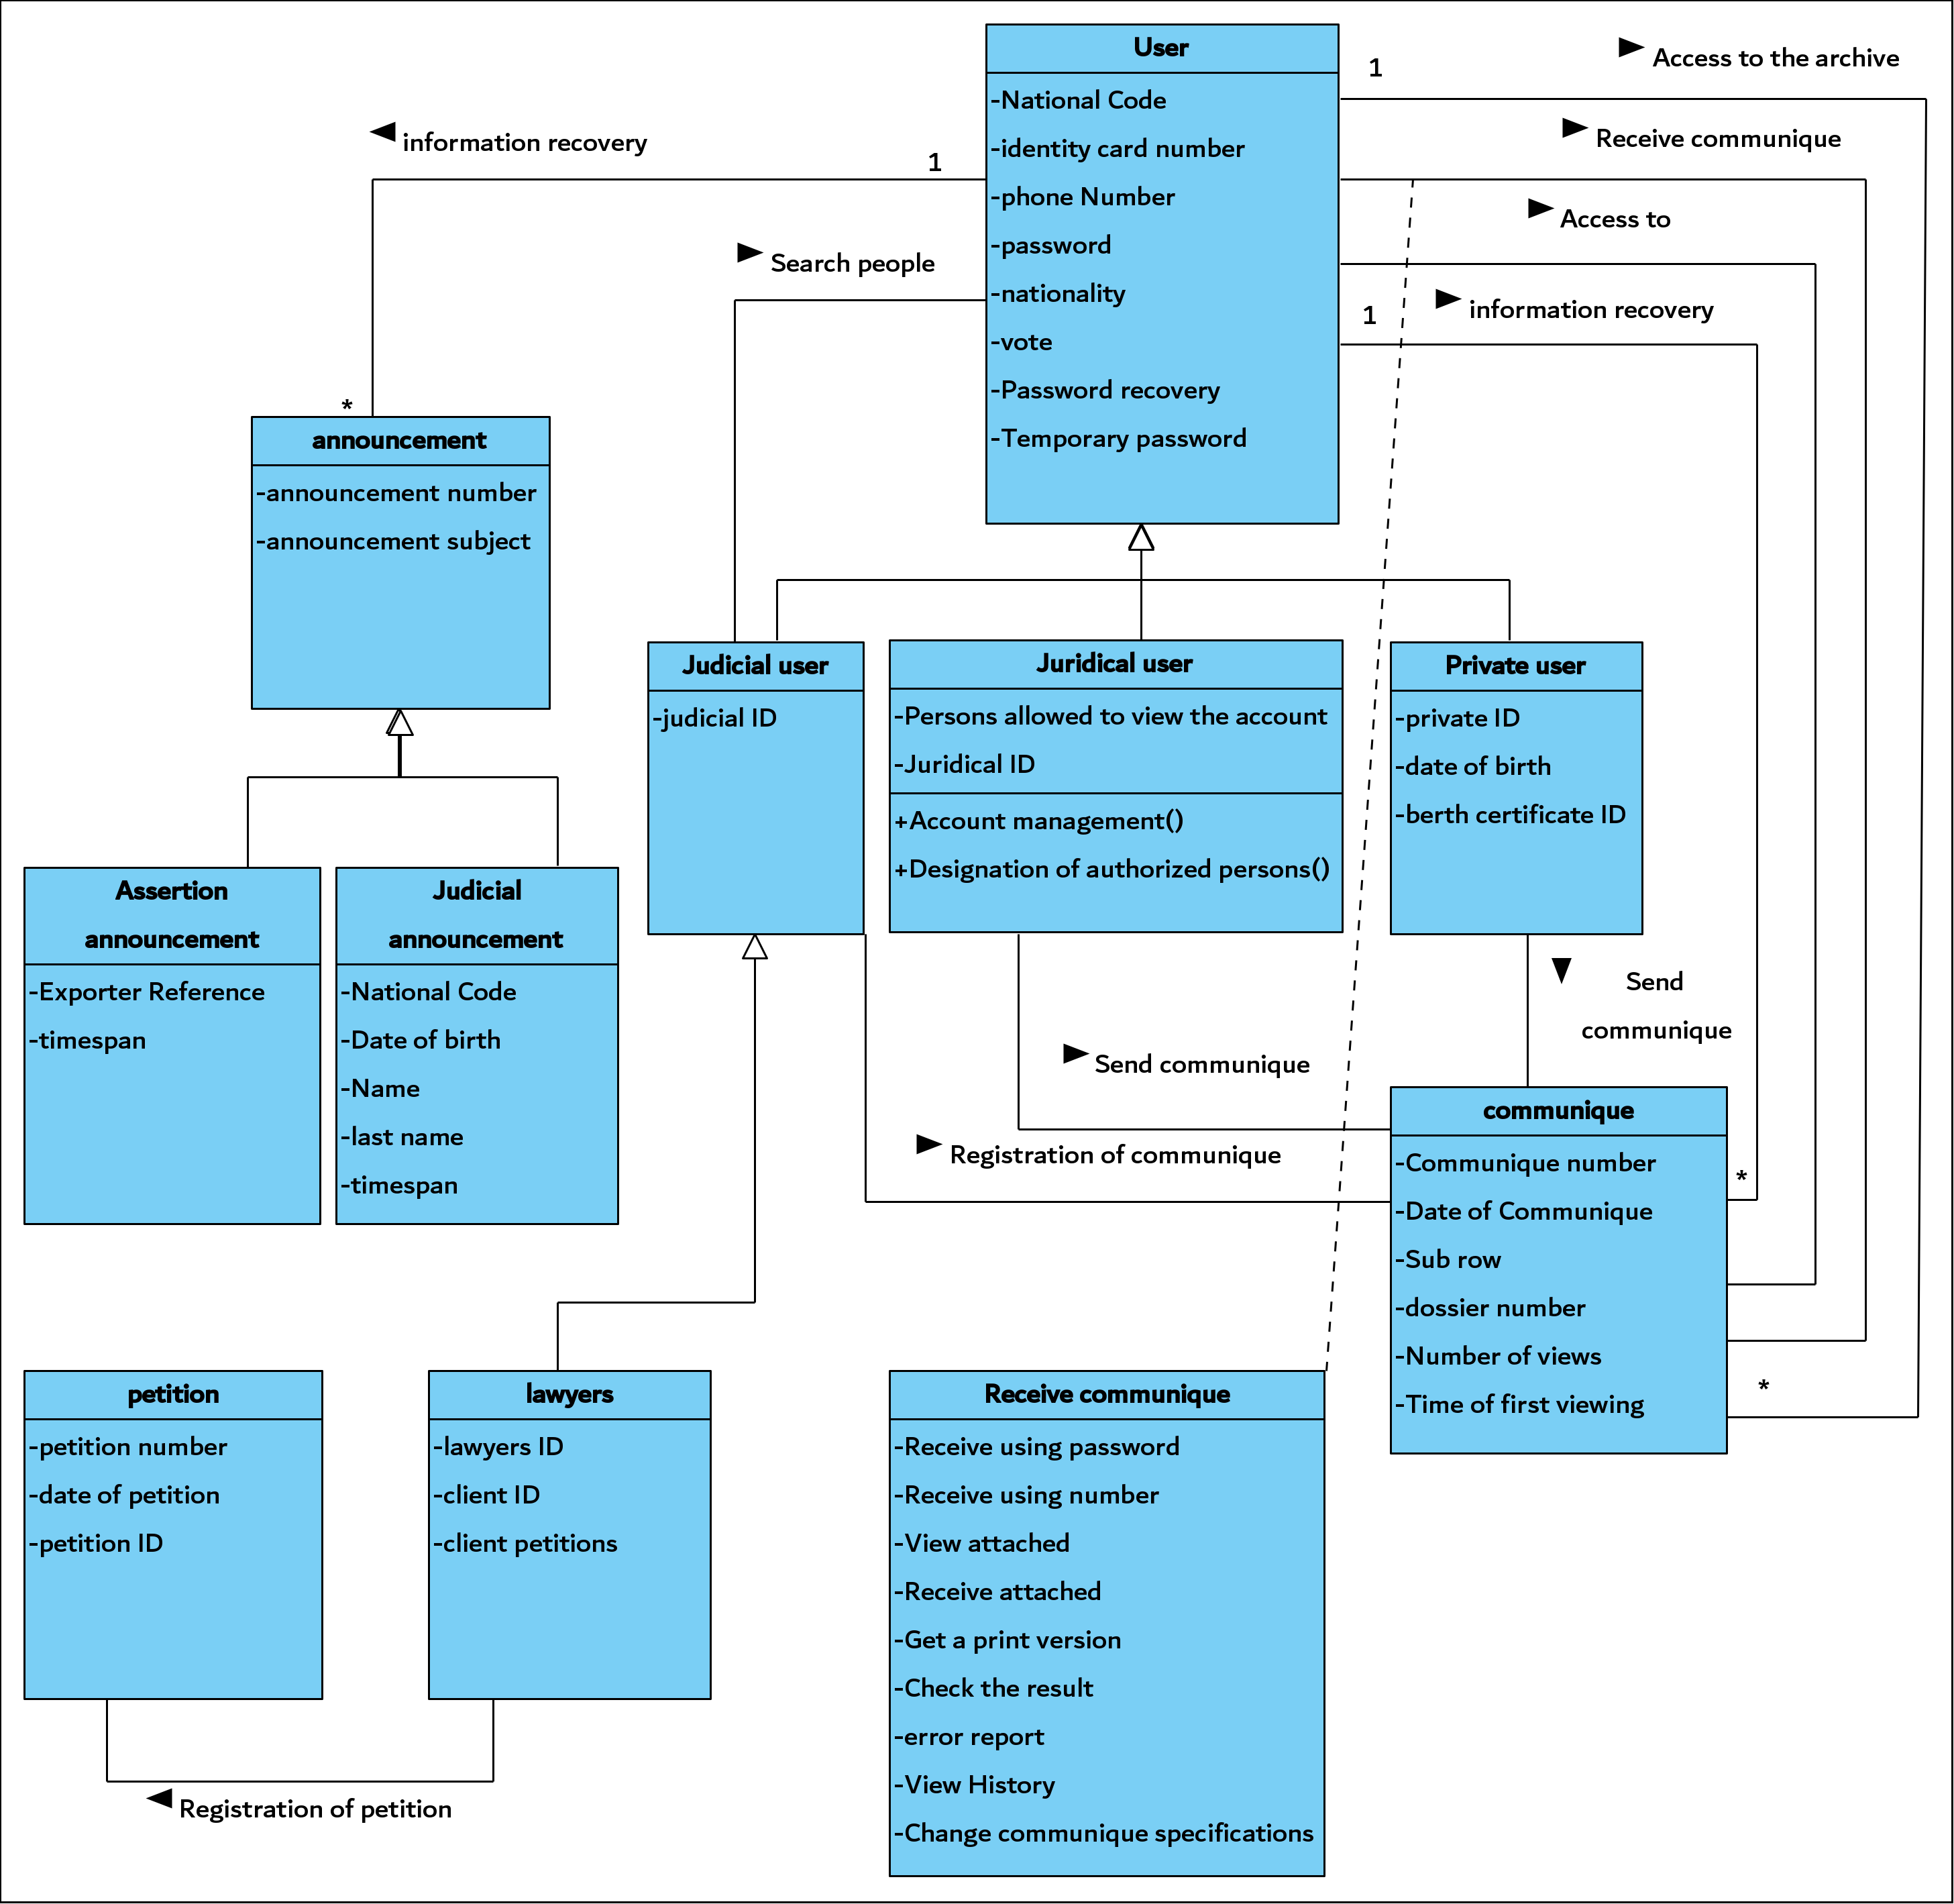 User
-National Code
-identity card number
-phone Number
-password
-nationality
-vote
-Password recovery
-Temporary password
1
Access to the archive
Receive communique
Access to
1
information recovery
information recovery
1
Search people
*
announcement
-announcement number
-announcement subject
Judicial user
-judicial ID
Juridical user
-Persons allowed to view the account
-Juridical ID
+Account management()
+Designation of authorized persons()
Private user
-private ID
-date of birth
-berth certificate ID
Assertion
announcement
-Exporter Reference
-timespan
Judicial
announcement
-National Code
-Date of birth
-Name
-last name
-timespan
Send
communique
Send communique
Registration of communique
communique
-Communique number
-Date of Communique
-Sub row
-dossier number
-Number of views
-Time of first viewing
*
*
petition
-petition number
-date of petition
-petition ID
lawyers
-lawyers ID
-client ID
-client petitions
Registration of petition
Receive communique
-Receive using password
-Receive using number
-View attached
-Receive attached
-Get a print version
-Check the result
-error report
-View History
-Change communique specifications